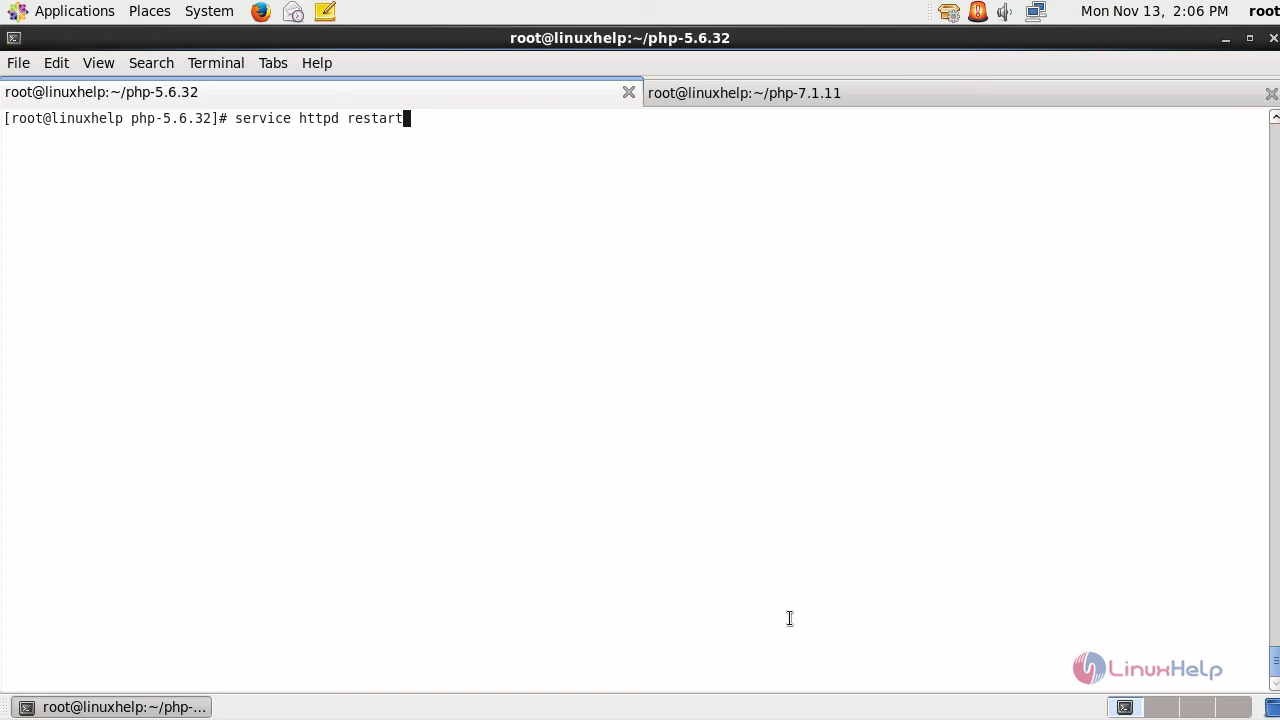 Applications Places System Mon Nov 13, 2:06 PM root
root@linuxhelp:~/php-5.6.32
File Edit View Search Terminal Tabs Help
root@linuxhelp:~/php-5.6.32 root@linuxhelp:~/php-7.1.11
[root@linuxhelp php-5.6.32]# service httpd restart
LinuxHelp
root@linuxhelp:~/php-...